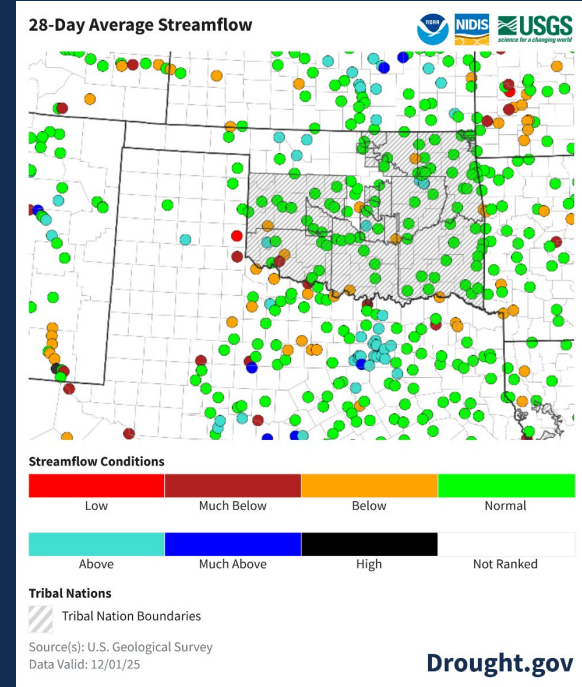 28-Day Average Streamflow
NOAA
NIDIS
USGS
science for a changing world
Streamflow Conditions
Low
Much Below
Below
Normal
Above
Much Above
High
Not Ranked
Tribal Nations
Tribal Nation Boundaries
Source(s): U.S. Geological Survey
Data Valid: 12/01/25
Drought.gov